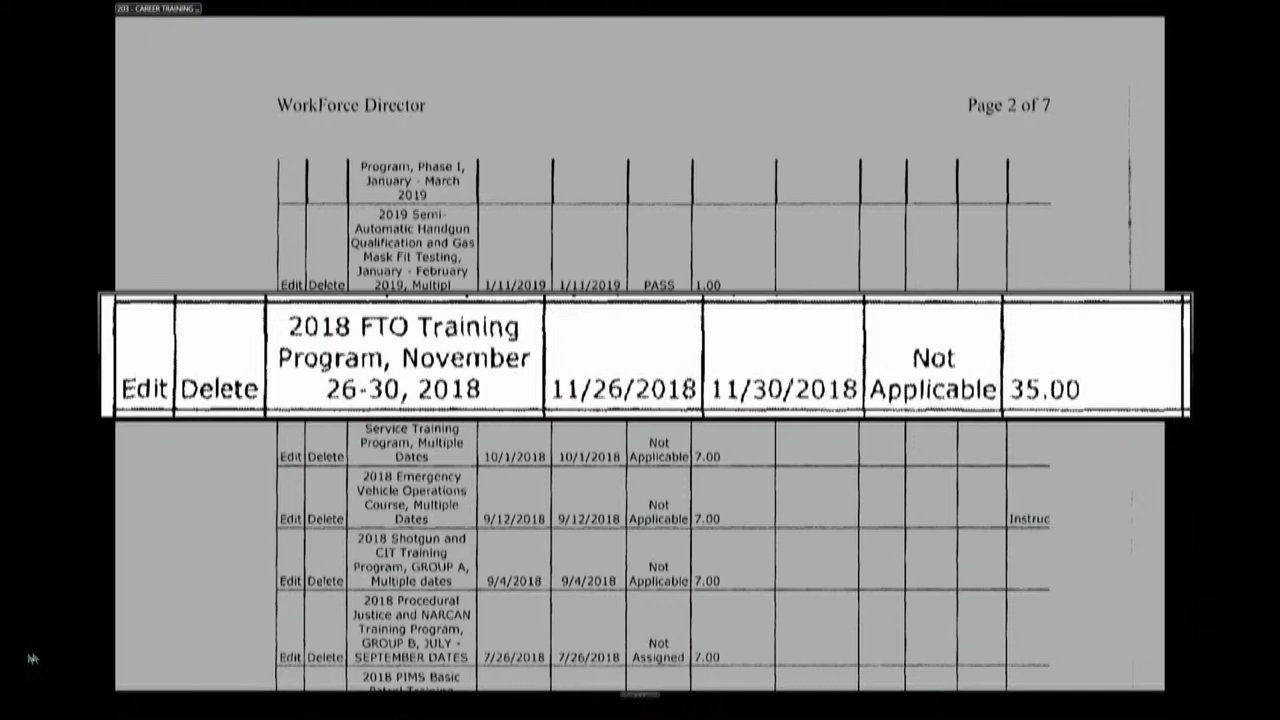 203 - CAREER TRAINING ...
WorkForce Director
Page 2 of 7
Program, Phase I,
January - March
2019
2019 Semi-
Automatic Handgun
Qualification and Gas
Mask Fit Testing,
January - February
Edit Delete 2019, Multipl 1/11/2019 1/11/2019 PASS 1.00
2018 FTO Training
Program, November Not
Edit Delete 26-30, 2018 11/26/2018 11/30/2018 Applicable 35.00
Service Training
Program, Multiple Not
Edit Delete Dates 10/1/2018 10/1/2018 Applicable 7.00
2018 Emergency
Vehicle Operations
Course, Multiple Not
Edit Delete Dates 9/12/2018 9/12/2018 Applicable 7.00 Instruc
2018 Shotgun and
CIT Training
Program, GROUP A, Not
Edit Delete Multiple dates 9/4/2018 9/4/2018 Applicable 7.00
2018 Procedural
Justice and NARCAN
Training Program,
GROUP B, JULY - Not
Edit Delete SEPTEMBER DATES 7/26/2018 7/26/2018 Assigned 7.00
2018 PIMS Basic